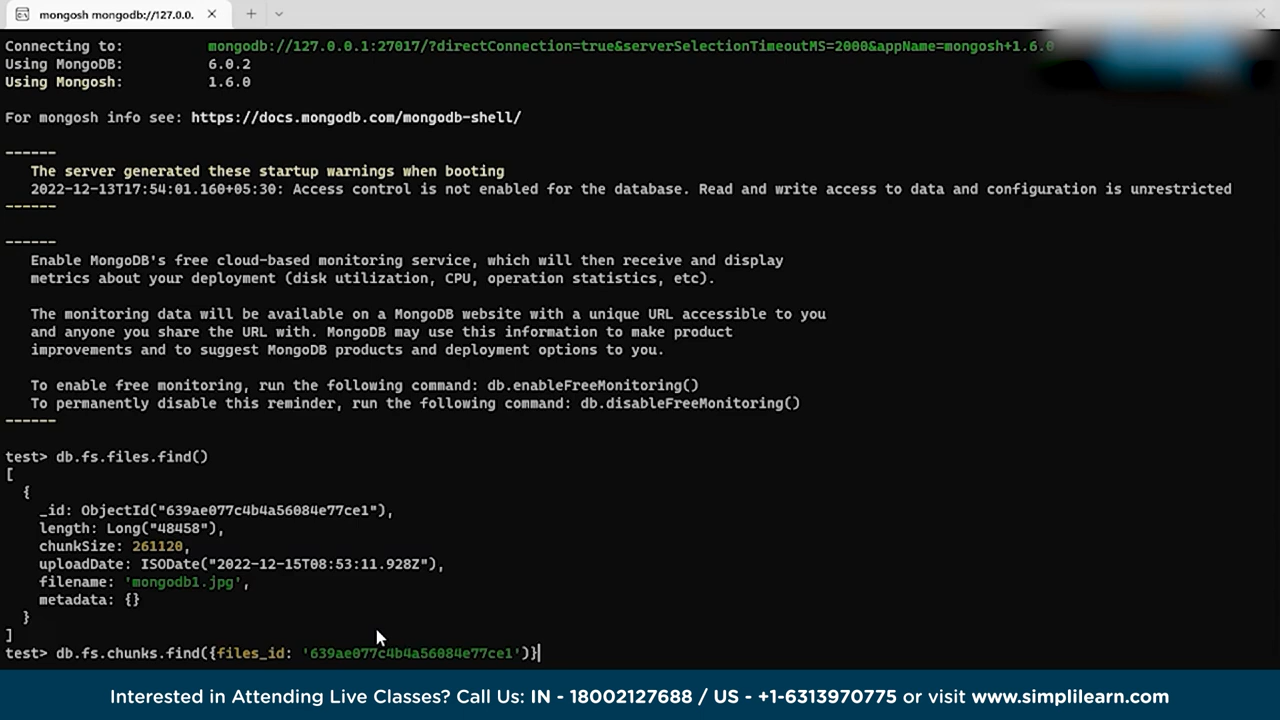 mongosh mongodb://127.0.0.
Connecting to: mongodb://127.0.0.1:27017/?directConnection=true&serverSelectionTimeoutMS=2000&appName=mongosh+1.6.0
Using MongoDB: 6.0.2
Using Mongosh: 1.6.0
For mongosh info see: https://docs.mongodb.com/mongodb-shell/
------
The server generated these startup warnings when booting
2022-12-13T17:54:01.160+05:30: Access control is not enabled for the database. Read and write access to data and configuration is unrestricted
------
------
Enable MongoDB's free cloud-based monitoring service, which will then receive and display
metrics about your deployment (disk utilization, CPU, operation statistics, etc).
The monitoring data will be available on a MongoDB website with a unique URL accessible to you
and anyone you share the URL with. MongoDB may use this information to make product
improvements and to suggest MongoDB products and deployment options to you.
To enable free monitoring, run the following command: db.enableFreeMonitoring()
To permanently disable this reminder, run the following command: db.disableFreeMonitoring()
------
test> db.fs.files.find()
[
{
_id: ObjectId("639ae077c4b4a56084e77ce1"),
length: Long("48458"),
chunkSize: 261120,
uploadDate: ISODate("2022-12-15T08:53:11.928Z"),
filename: 'mongodb1.jpg',
metadata: {}
}
]
test> db.fs.chunks.find({files_id: '639ae077c4b4a56084e77ce1')}
Interested in Attending Live Classes? Call Us: IN - 18002127688 / US - +1-6313970775 or visit www.simplilearn.com